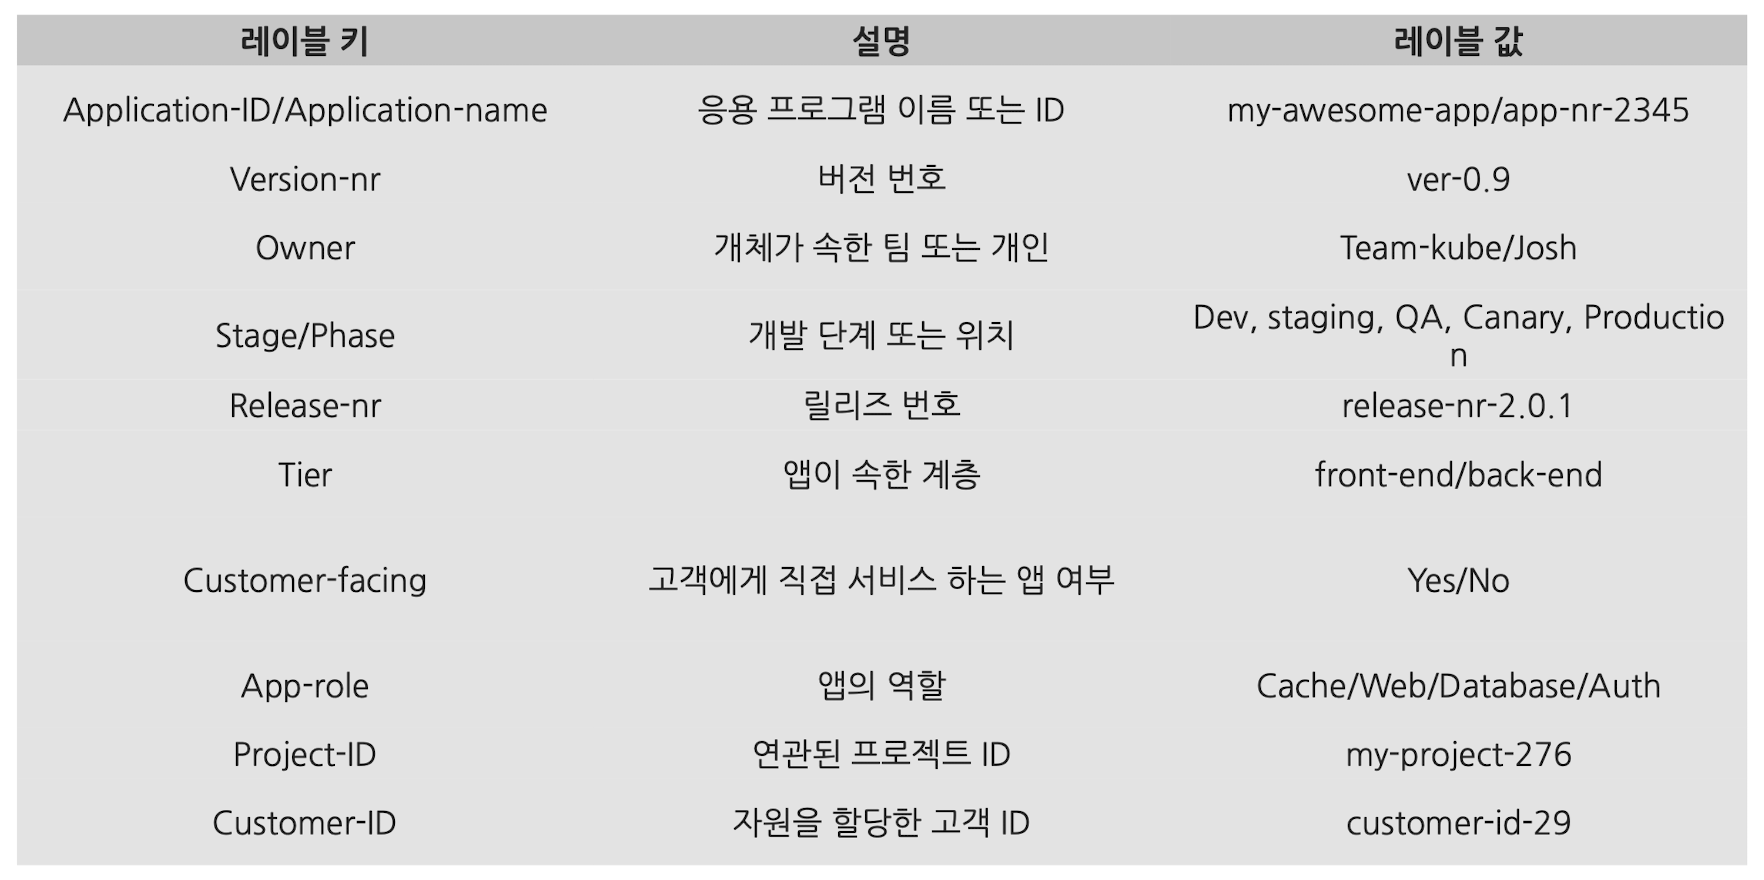 레이블 키 설명 레이블 값
Application-ID/Application-name 응용 프로그램 이름 또는 ID my-awesome-app/app-nr-2345
Version-nr 버전 번호 ver-0.9
Owner 개체가 속한 팀 또는 개인 Team-kube/Josh
Stage/Phase 개발 단계 또는 위치 Dev, staging, QA, Canary, Productio
n
Release-nr 릴리즈 번호 release-nr-2.0.1
Tier 앱이 속한 계층 front-end/back-end
Customer-facing 고객에게 직접 서비스 하는 앱 여부 Yes/No
App-role 앱의 역할 Cache/Web/Database/Auth
Project-ID 연관된 프로젝트 ID my-project-276
Customer-ID 자원을 할당한 고객 ID customer-id-29